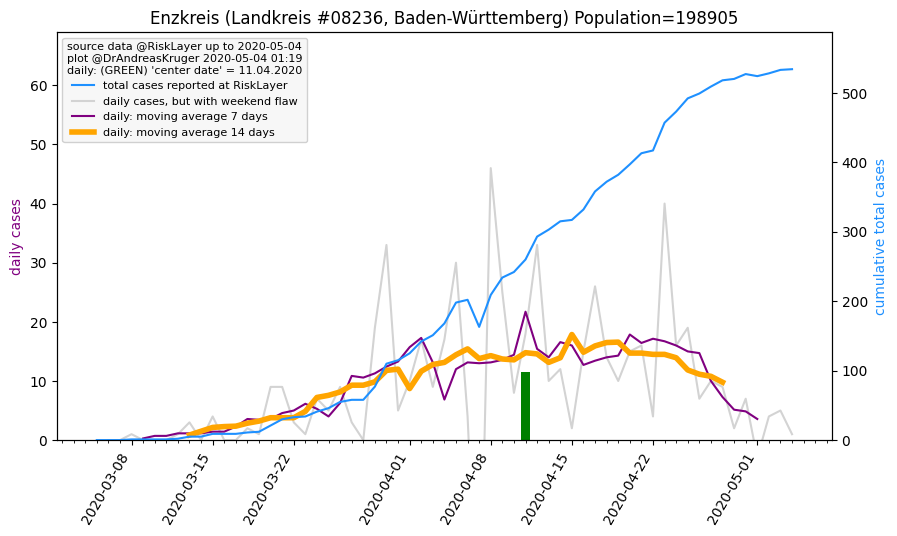 Enzkreis (Landkreis #08236, Baden-Württemberg) Population=198905
source data @RiskLayer up to 2020-05-04
plot @DrAndreasKruger 2020-05-04 01:19
daily: (GREEN) 'center date' = 11.04.2020
total cases reported at RiskLayer
daily cases, but with weekend flaw
daily: moving average 7 days
daily: moving average 14 days
daily cases
60
50
40
30
20
10
0
500
400
300
200
100
0
cumulative total cases
2020-03-08
2020-03-15
2020-03-22
2020-04-01
2020-04-08
2020-04-15
2020-04-22
2020-05-01